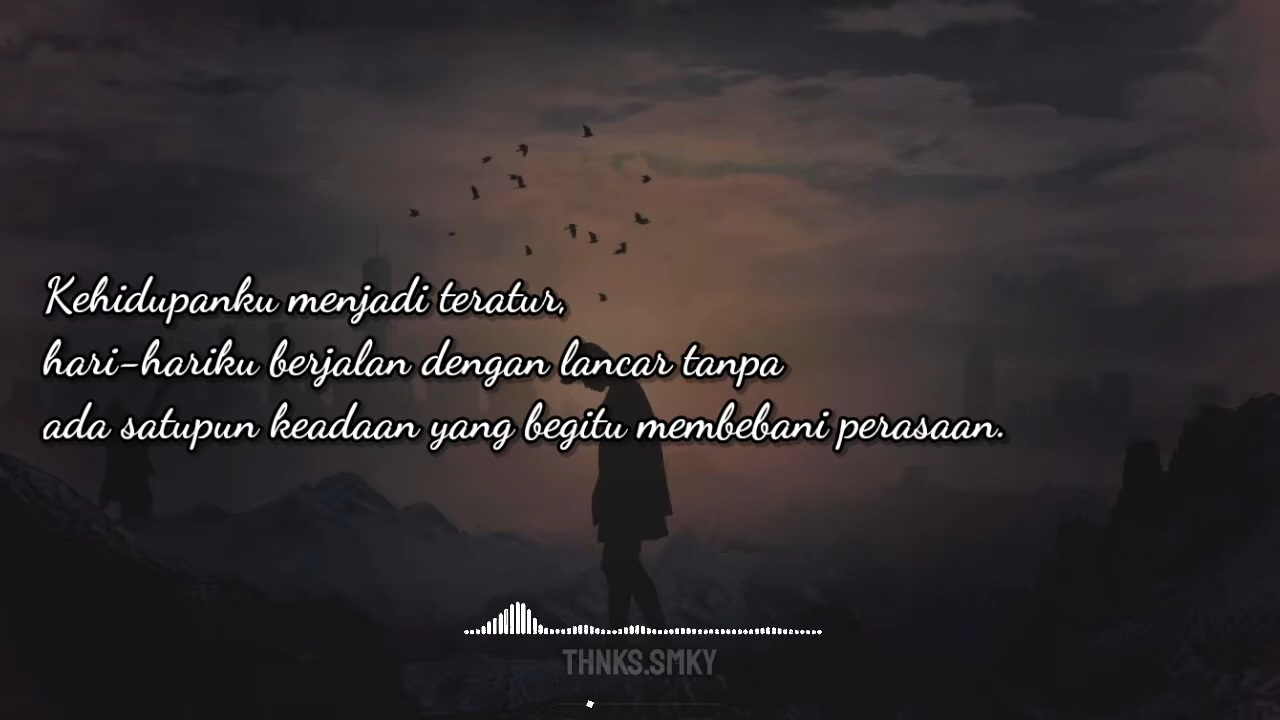 Kehidupanku menjadi teratur,
hari-hariku berjalan dengan lancar tanpa
ada satupun keadaan yang begitu membebani perasaan.
THNKS.SMKY